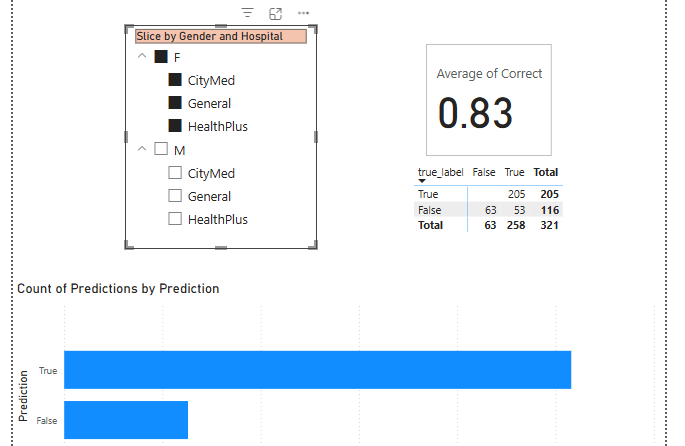 Slice by Gender and Hospital
F
CityMed
General
HealthPlus
M
CityMed
General
HealthPlus
Average of Correct
0.83
true_label False True Total
True 205 205
False 63 53 116
Total 63 258 321
Count of Predictions by Prediction
Prediction
True
False